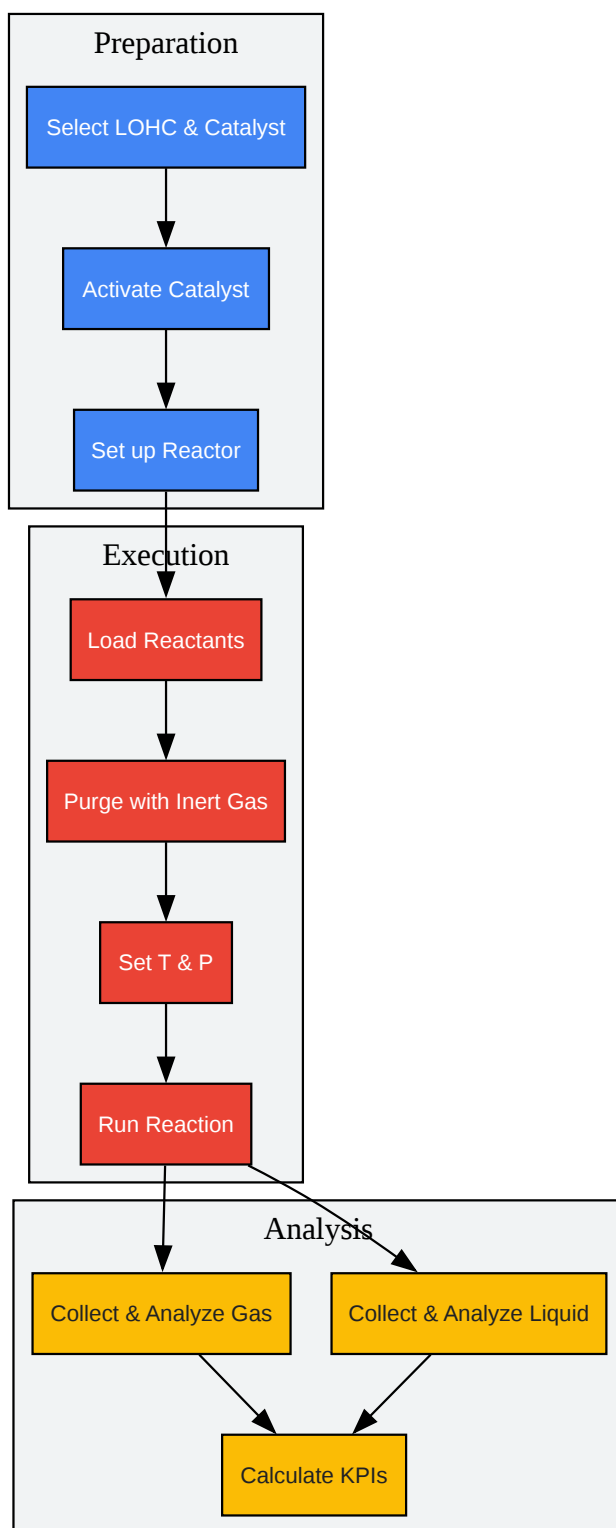 Preparation
Select LOHC & Catalyst
Activate Catalyst
Set up Reactor
Execution
Load Reactants
Purge with Inert Gas
Set T & P
Run Reaction
Analysis
Collect & Analyze Gas
Collect & Analyze Liquid
Calculate KPIs